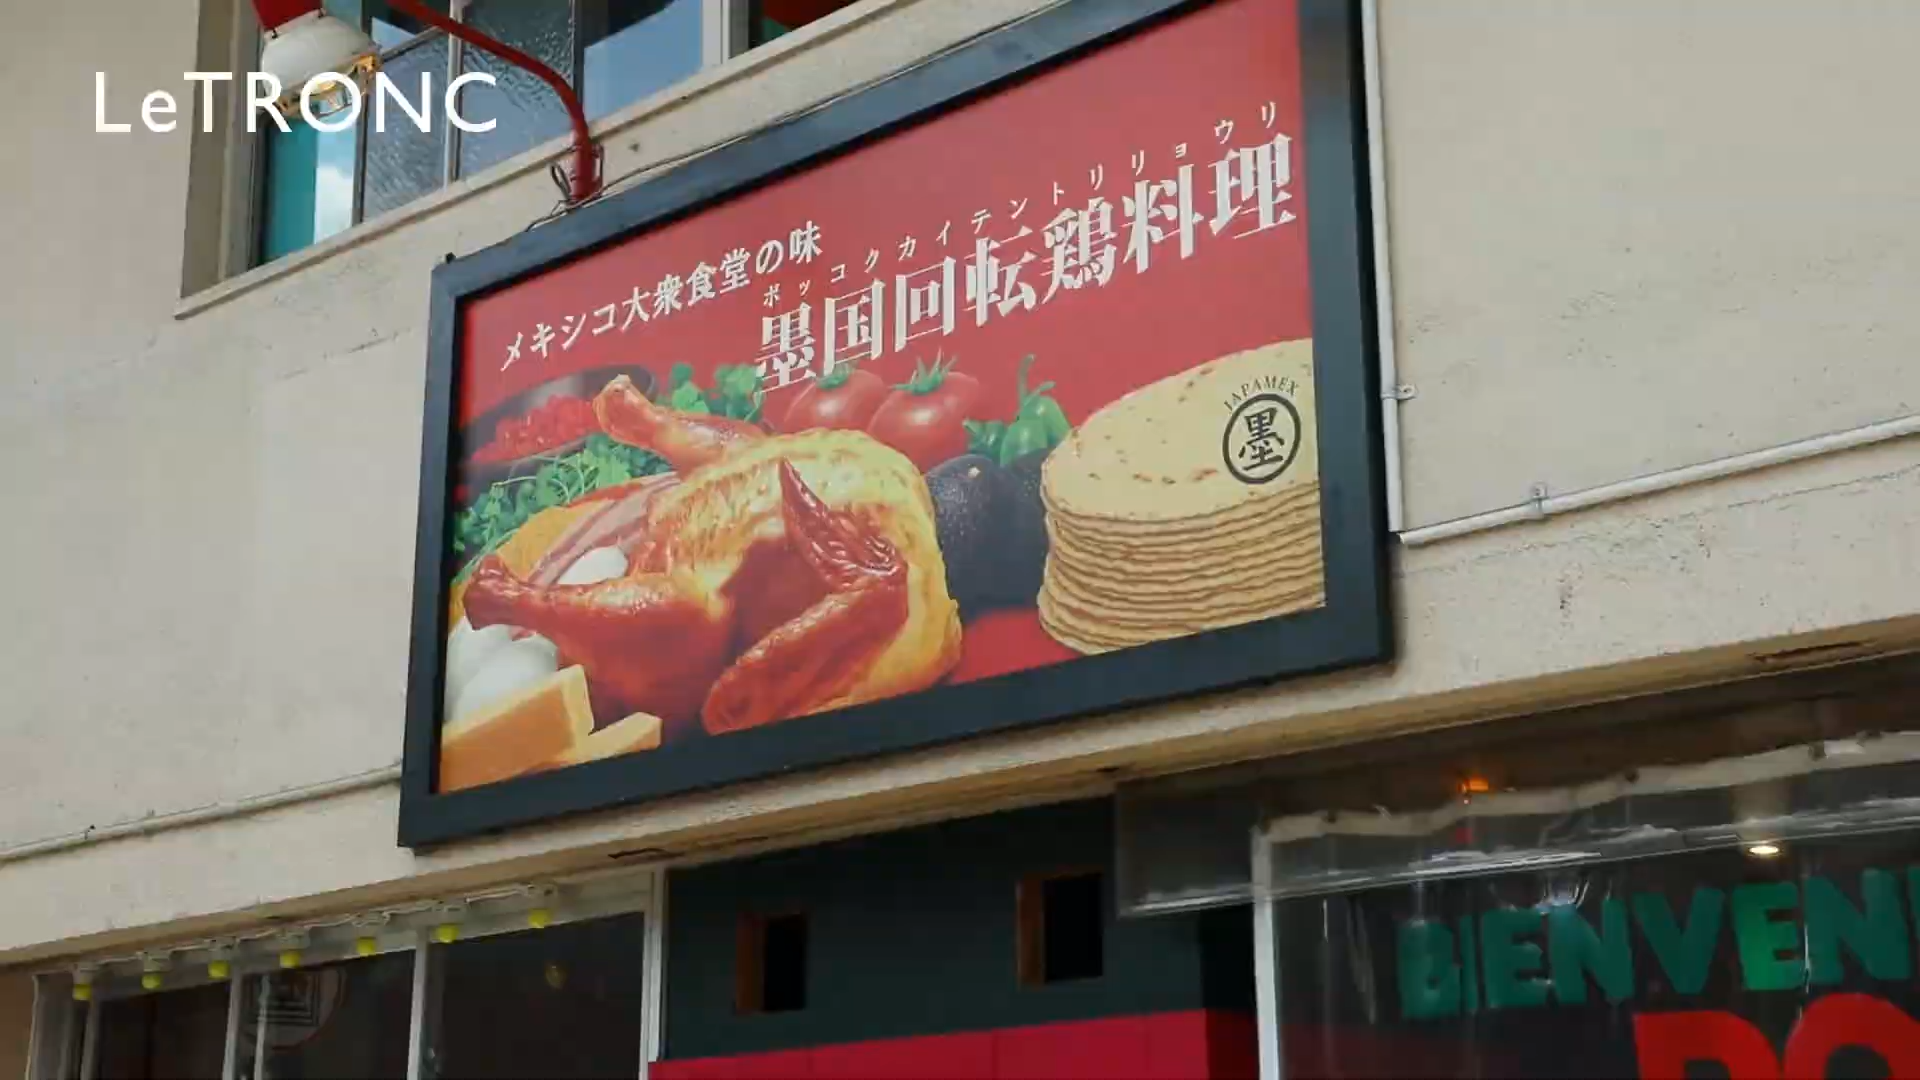 LeTRONC
メキシコ大衆食堂の味
ボッコクカイテントリリョウリ
墨国回転鶏料理
JAPAMEX
墨